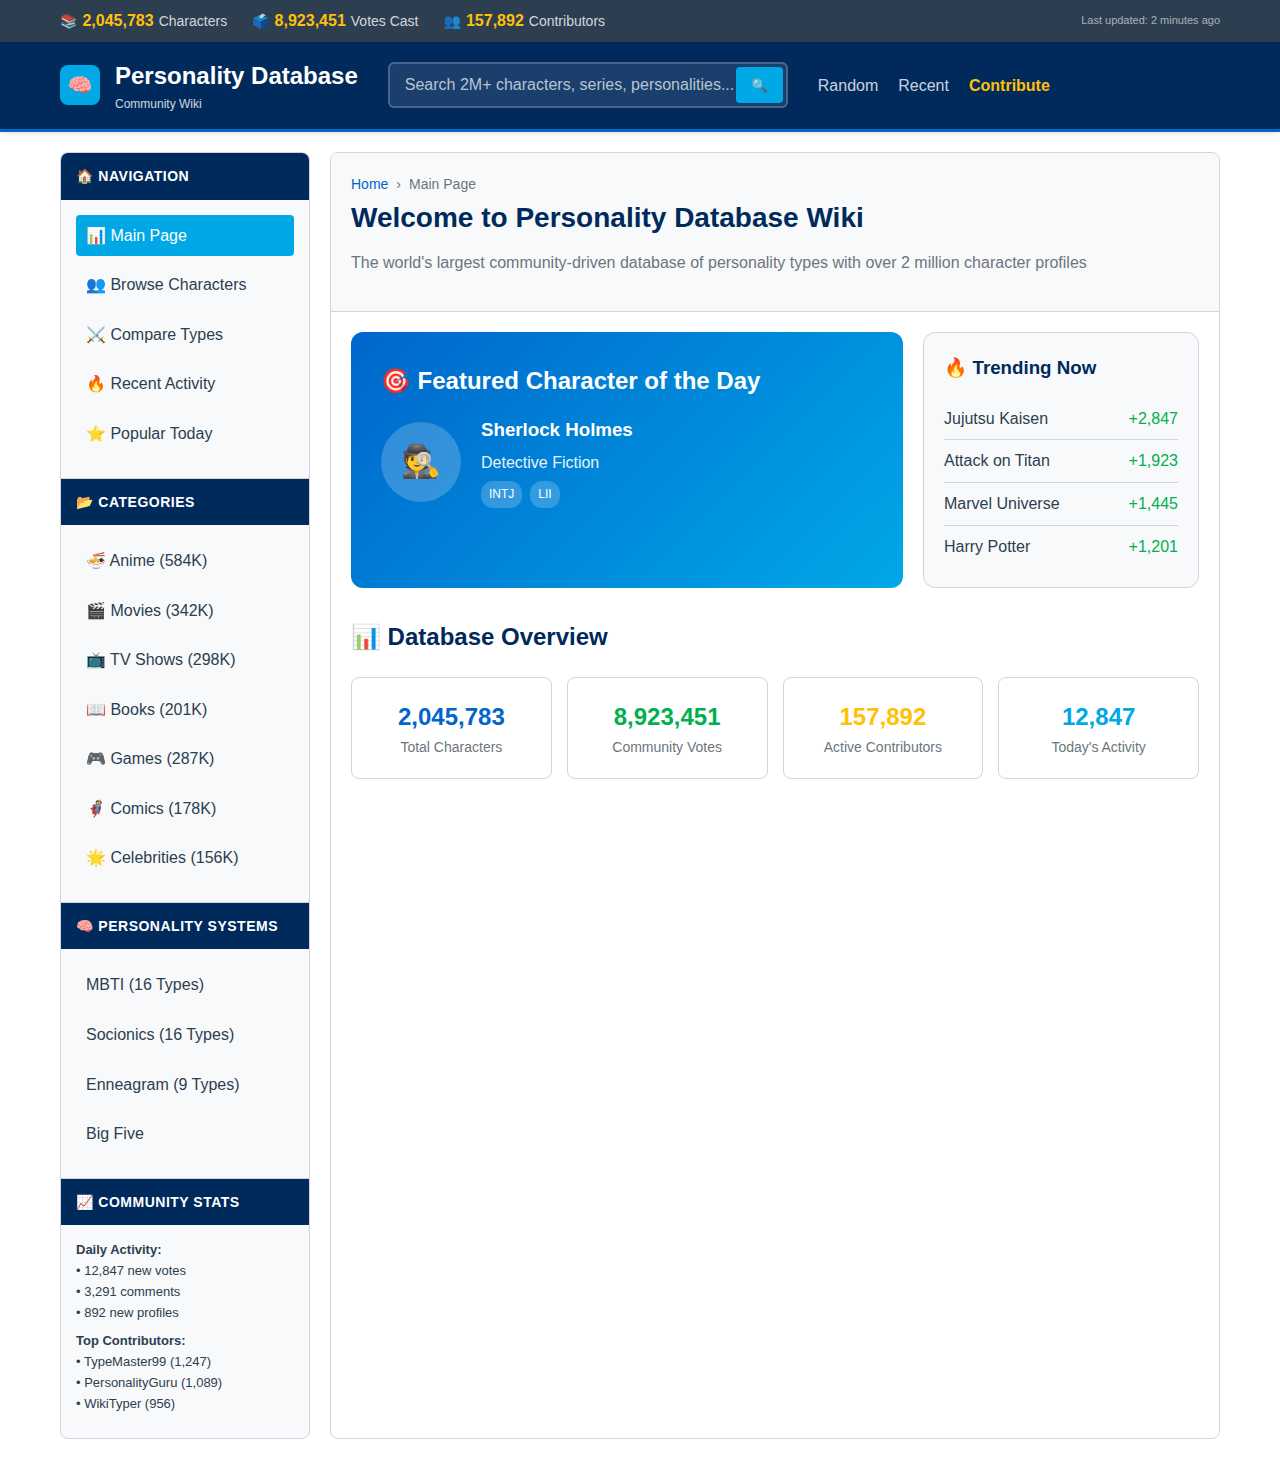 2,045,783 Characters 8,923,451 Votes Cast 157,892 Contributors Last updated: 2 minutes ago
Personality Database
Community Wiki
Search 2M+ characters, series, personalities...
Random Recent Contribute
NAVIGATION
Main Page
Browse Characters
Compare Types
Recent Activity
Popular Today
CATEGORIES
Anime (584K)
Movies (342K)
TV Shows (298K)
Books (201K)
Games (287K)
Comics (178K)
Celebrities (156K)
PERSONALITY SYSTEMS
MBTI (16 Types)
Socionics (16 Types)
Enneagram (9 Types)
Big Five
COMMUNITY STATS
Daily Activity:
• 12,847 new votes
• 3,291 comments
• 892 new profiles
Top Contributors:
• TypeMaster99 (1,247)
• PersonalityGuru (1,089)
• WikiTyper (956)
Home › Main Page
Welcome to Personality Database Wiki
The world's largest community-driven database of personality types with over 2 million character profiles
Featured Character of the Day
Sherlock Holmes
Detective Fiction
INTJ LII
Trending Now
Jujutsu Kaisen +2,847
Attack on Titan +1,923
Marvel Universe +1,445
Harry Potter +1,201
Database Overview
2,045,783
Total Characters
8,923,451
Community Votes
157,892
Active Contributors
12,847
Today's Activity